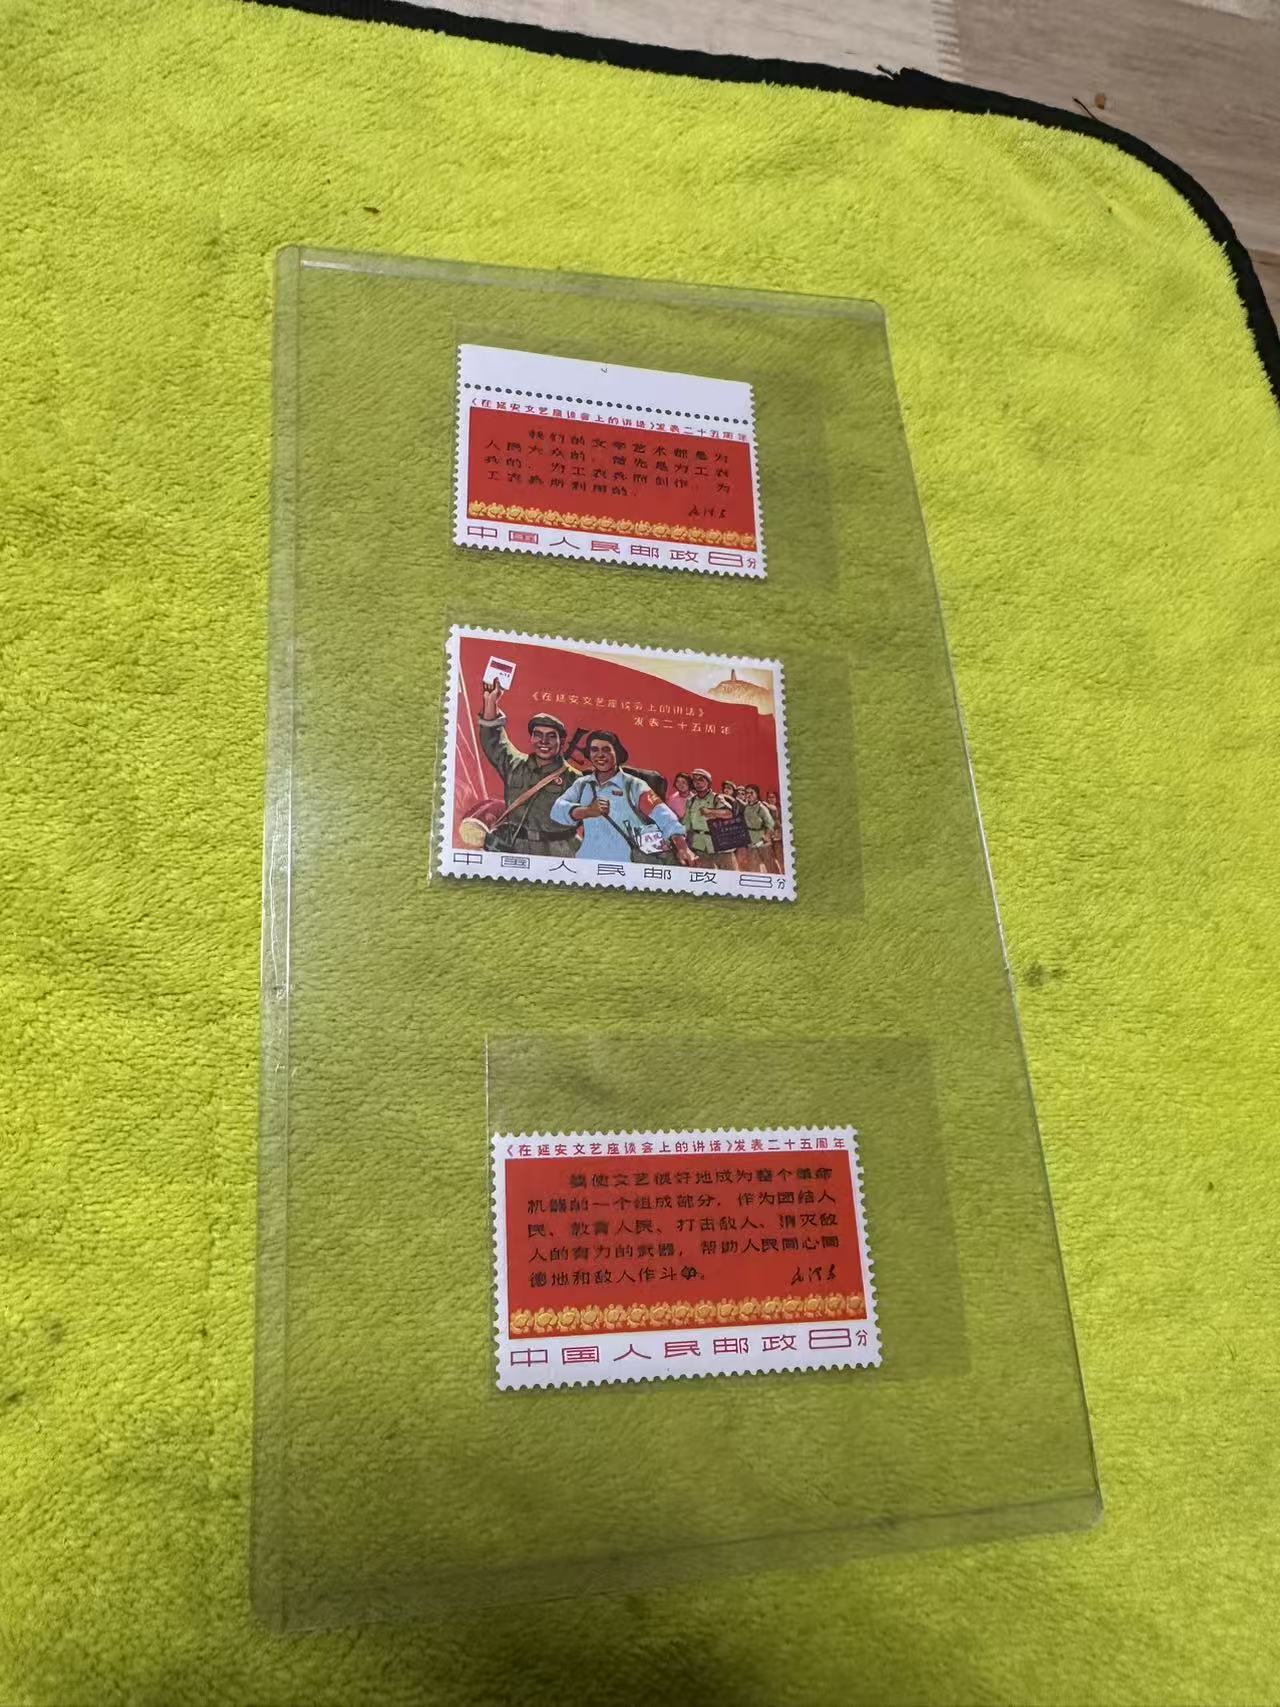 《在延安文艺座谈会上的讲话》发表二十五周年
我们的文学艺术都是为
人民大众的，首先是为工农
兵的，为工农兵而创作，为
工农兵所利用的。
毛泽东
中国人民邮政8分
《在延安文艺座谈会上的讲话》
发表二十五周年
中国人民邮政8分
《在延安文艺座谈会上的讲话》发表二十五周年
要使文艺很好地成为整个革命
机器的一个组成部分，作为团结人
民、教育人民、打击敌人、消灭敌
人的有力的武器，帮助人民同心同
德地和敌人作斗争。
毛泽东
中国人民邮政8分